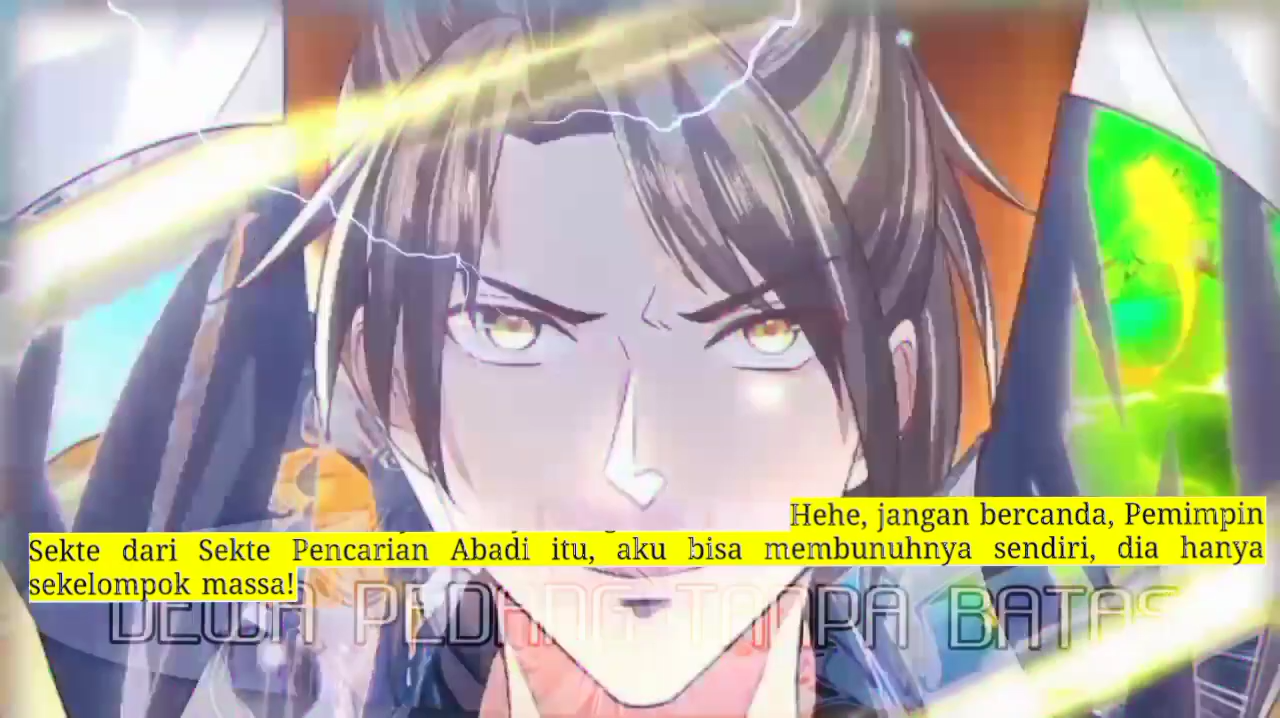 Hehe, jangan bercanda, Pemimpin
Sekte dari Sekte Pencarian Abadi itu, aku bisa membunuhnya sendiri, dia hanya
sekelompok massa!
DEWA PEDANG TANPA BATAS